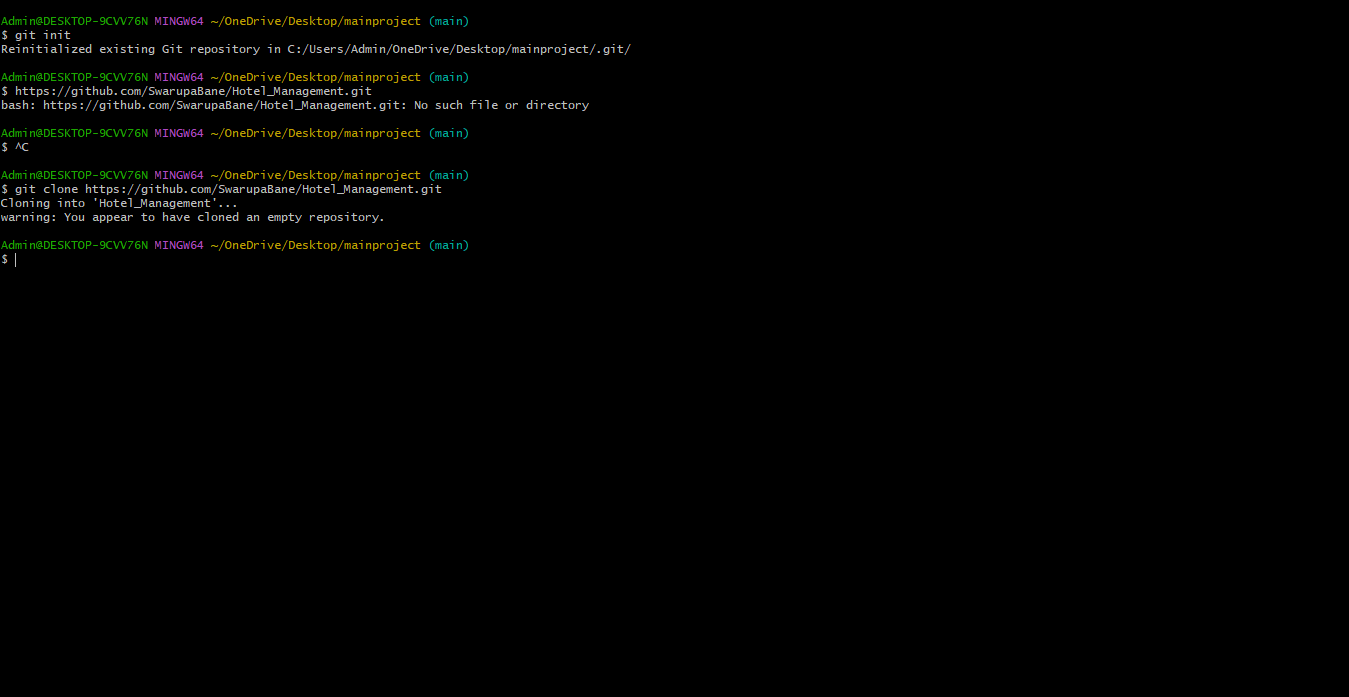 Admin@DESKTOP-9CVV76N MINGW64 ~/OneDrive/Desktop/mainproject (main)
$ git init
Reinitialized existing Git repository in C:/Users/Admin/OneDrive/Desktop/mainproject/.git/
Admin@DESKTOP-9CVV76N MINGW64 ~/OneDrive/Desktop/mainproject (main)
$ https://github.com/SwarupaBane/Hotel_Management.git
bash: https://github.com/SwarupaBane/Hotel_Management.git: No such file or directory
Admin@DESKTOP-9CVV76N MINGW64 ~/OneDrive/Desktop/mainproject (main)
$ ^C
Admin@DESKTOP-9CVV76N MINGW64 ~/OneDrive/Desktop/mainproject (main)
$ git clone https://github.com/SwarupaBane/Hotel_Management.git
Cloning into 'Hotel_Management'...
warning: You appear to have cloned an empty repository.
Admin@DESKTOP-9CVV76N MINGW64 ~/OneDrive/Desktop/mainproject (main)
$